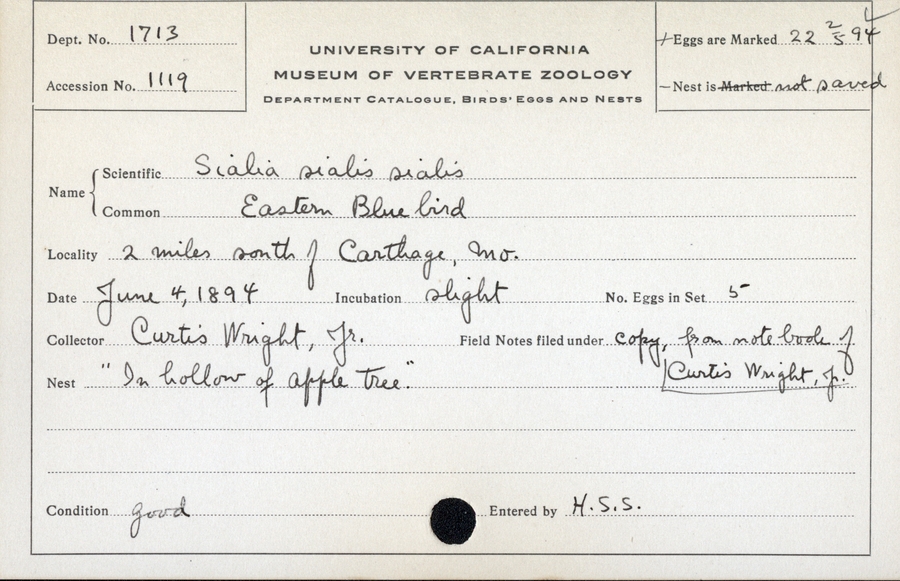 Dept. No. 1713
Accession No. 1119
UNIVERSITY OF CALIFORNIA
MUSEUM OF VERTEBRATE ZOOLOGY
DEPARTMENT CATALOGUE, BIRDS' EGGS AND NESTS
Eggs are Marked 22 2/5 94
Nest is Marked not saved
Name
Scientific Sialia sialis sialis
Common Eastern Bluebird
Locality 2 miles south of Carthage, Mo.
Date June 4, 1894 Incubation slight No. Eggs in Set 5
Collector Curtis Wright, Jr. Field Notes filed under copy, from note book of
Nest "In hollow of apple tree." Curtis Wright, Jr.
Condition good Entered by H.S.S.